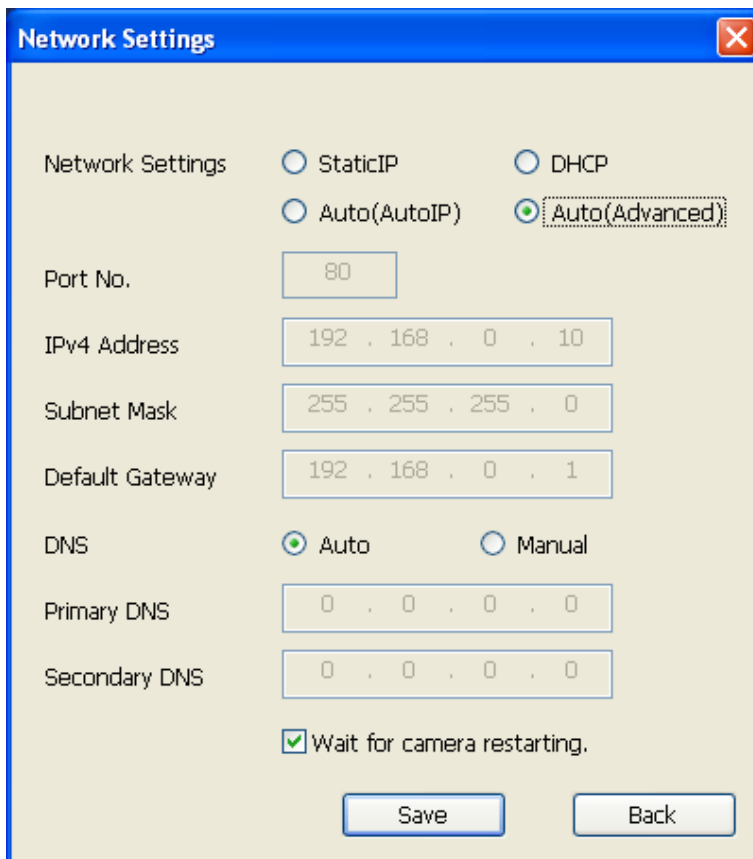 Network Settings
Network Settings StaticIP DHCP
Auto(AutoIP) Auto(Advanced)
Port No. 80
IPv4 Address 192 . 168 . 0 . 10
Subnet Mask 255 . 255 . 255 . 0
Default Gateway 192 . 168 . 0 . 1
DNS Auto Manual
Primary DNS 0 . 0 . 0 . 0
Secondary DNS 0 . 0 . 0 . 0
Wait for camera restarting.
Save Back